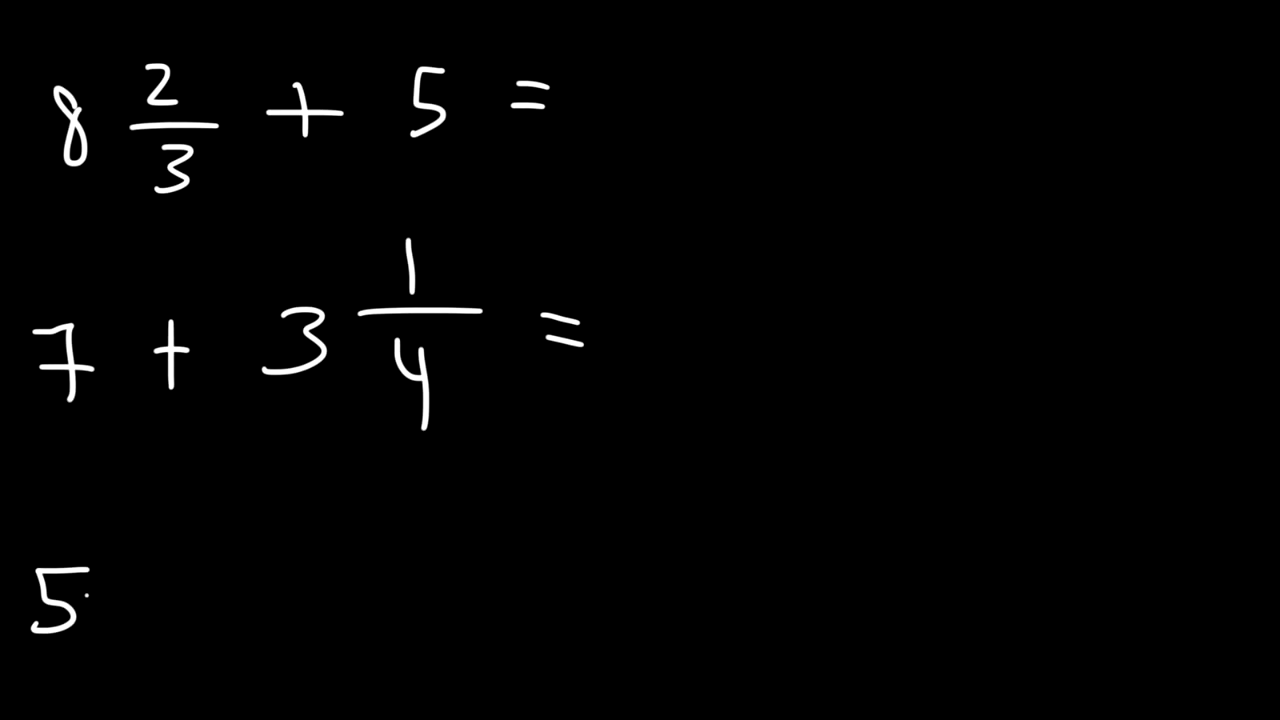 8 2/3 + 5 =
7 + 3 1/4 =
5